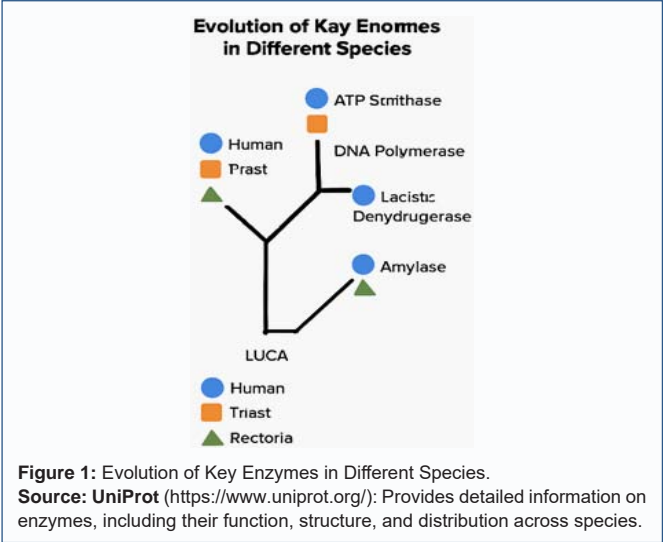 Evolution of Kay Enormes
in Different Species
ATP Srnithase
Human
DNA Polymerase
Prast
Lacistic
Denydrugerase
Amylase
LUCA
Human
Triast
Rectoria
Figure 1: Evolution of Key Enzymes in Different Species.
Source: UniProt (https://www.uniprot.org/): Provides detailed information on
enzymes, including their function, structure, and distribution across species.